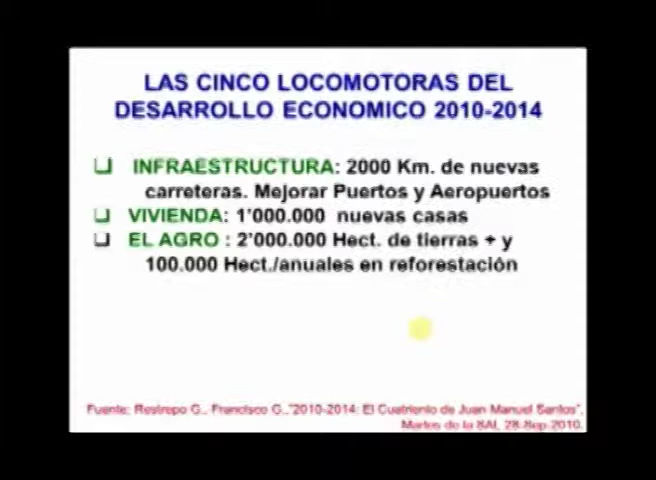 LAS CINCO LOCOMOTORAS DEL
DESARROLLO ECONOMICO 2010-2014
INFRAESTRUCTURA: 2000 Km. de nuevas
carreteras. Mejorar Puertos y Aeropuertos
VIVIENDA: 1'000.000 nuevas casas
EL AGRO : 2'000.000 Hect. de tierras + y
100.000 Hect./anuales en reforestación
Fuente: Restrepo G., Francisco G.,"2010-2014: El Cuatrienio de Juan Manuel Santos",
Martes de la SAI, 28-Sep-2010.